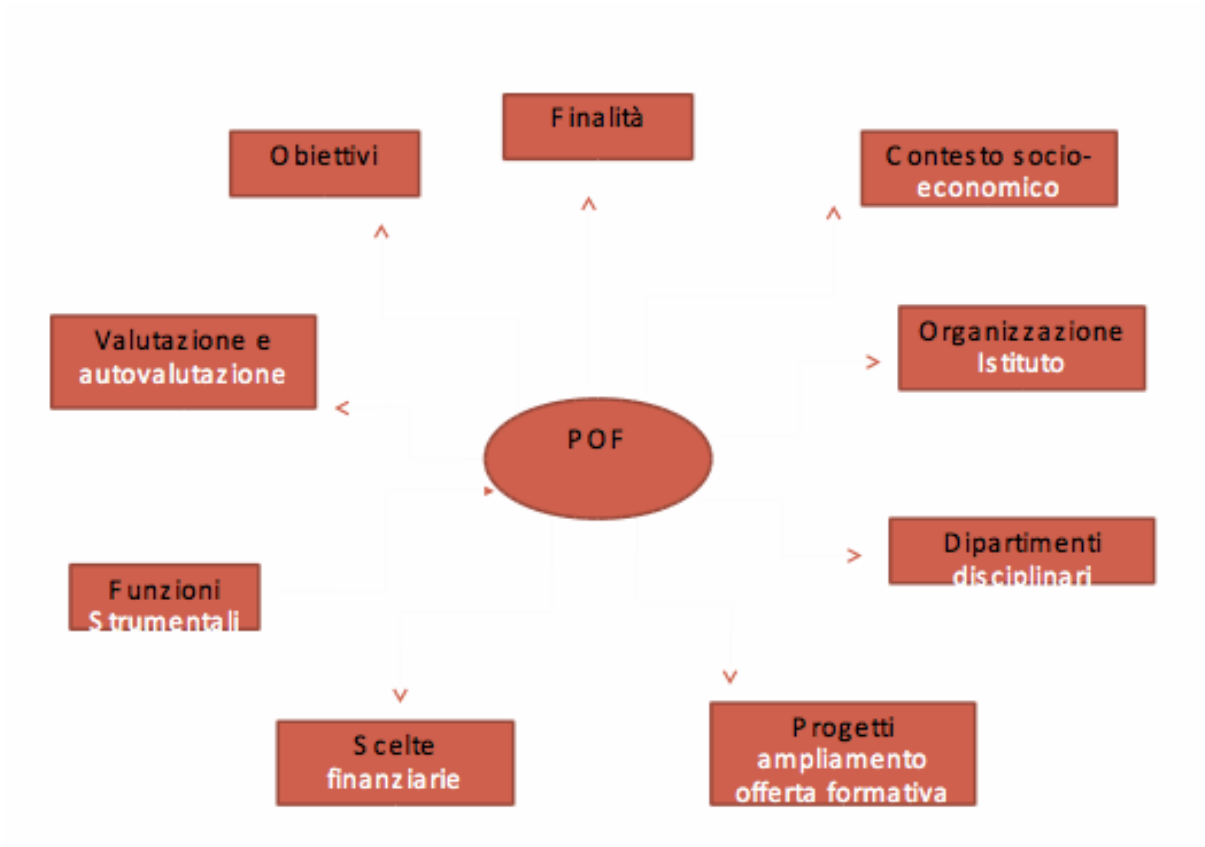 Finalità
Obiettivi
Contesto socio-
economico
Valutazione e
autovalutazione
Organizzazione
Istituto
POF
Dipartimenti
disciplinari
Funzioni
Strumentali
Scelte
finanziarie
Progetti
ampliamento
offerta formativa